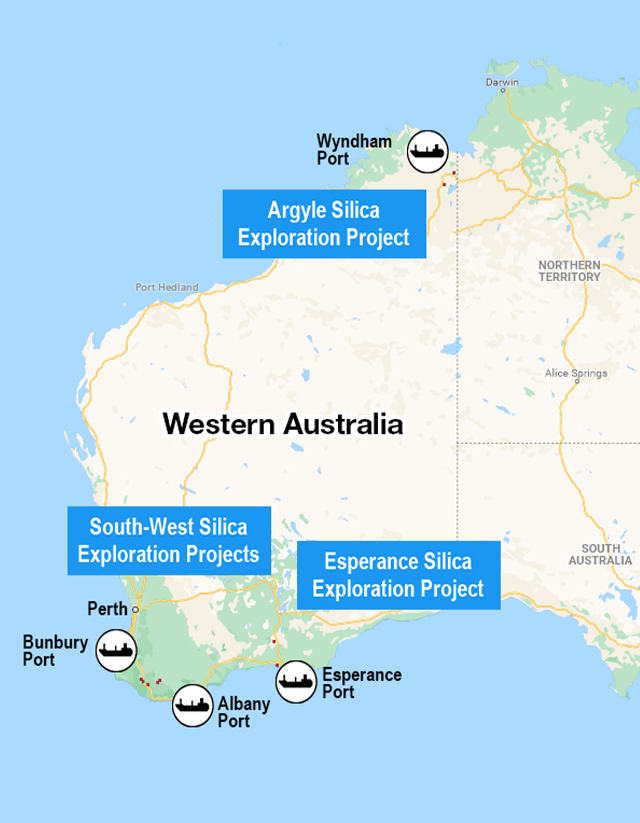 Darwin
Wyndham
Port
Argyle Silica
Exploration Project
NORTHERN
TERRITORY
Port Hedland
Alice Springs
Western Australia
South-West Silica
Exploration Projects
Esperance Silica
Exploration Project
SOUTH
AUSTRALIA
Perth
Bunbury
Port
Esperance
Port
Albany
Port